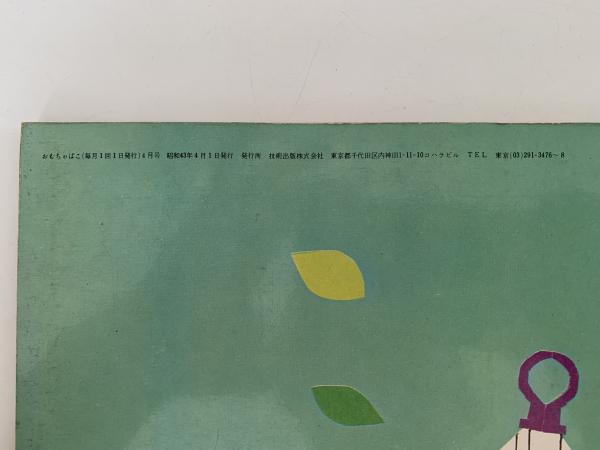 おもちゃばこ(毎月1回1日発行)4月号 昭和43年4月1日発行 発行所 技術出版株式会社 東京都千代田区内神田1-11-10コハラビル TEL 東京(03)291-3476〜8